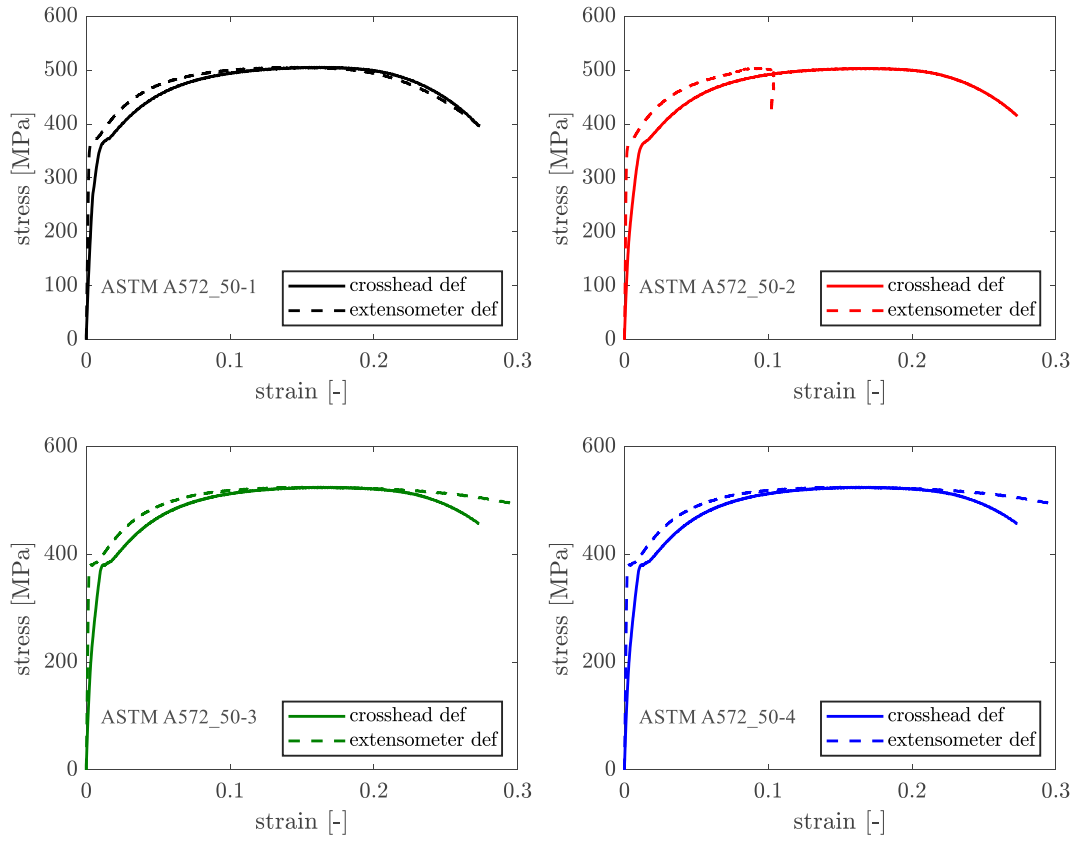 600
500
400
300
200
100
0
stress [MPa]
ASTM A572_50-1
crosshead def
extensometer def
0
0.1
0.2
0.3
strain [-]
600
500
400
300
200
100
0
stress [MPa]
ASTM A572_50-2
crosshead def
extensometer def
0
0.1
0.2
0.3
strain [-]
600
400
200
0
stress [MPa]
ASTM A572_50-3
crosshead def
extensometer def
0
0.1
0.2
0.3
strain [-]
600
400
200
0
stress [MPa]
ASTM A572_50-4
crosshead def
extensometer def
0
0.1
0.2
0.3
strain [-]